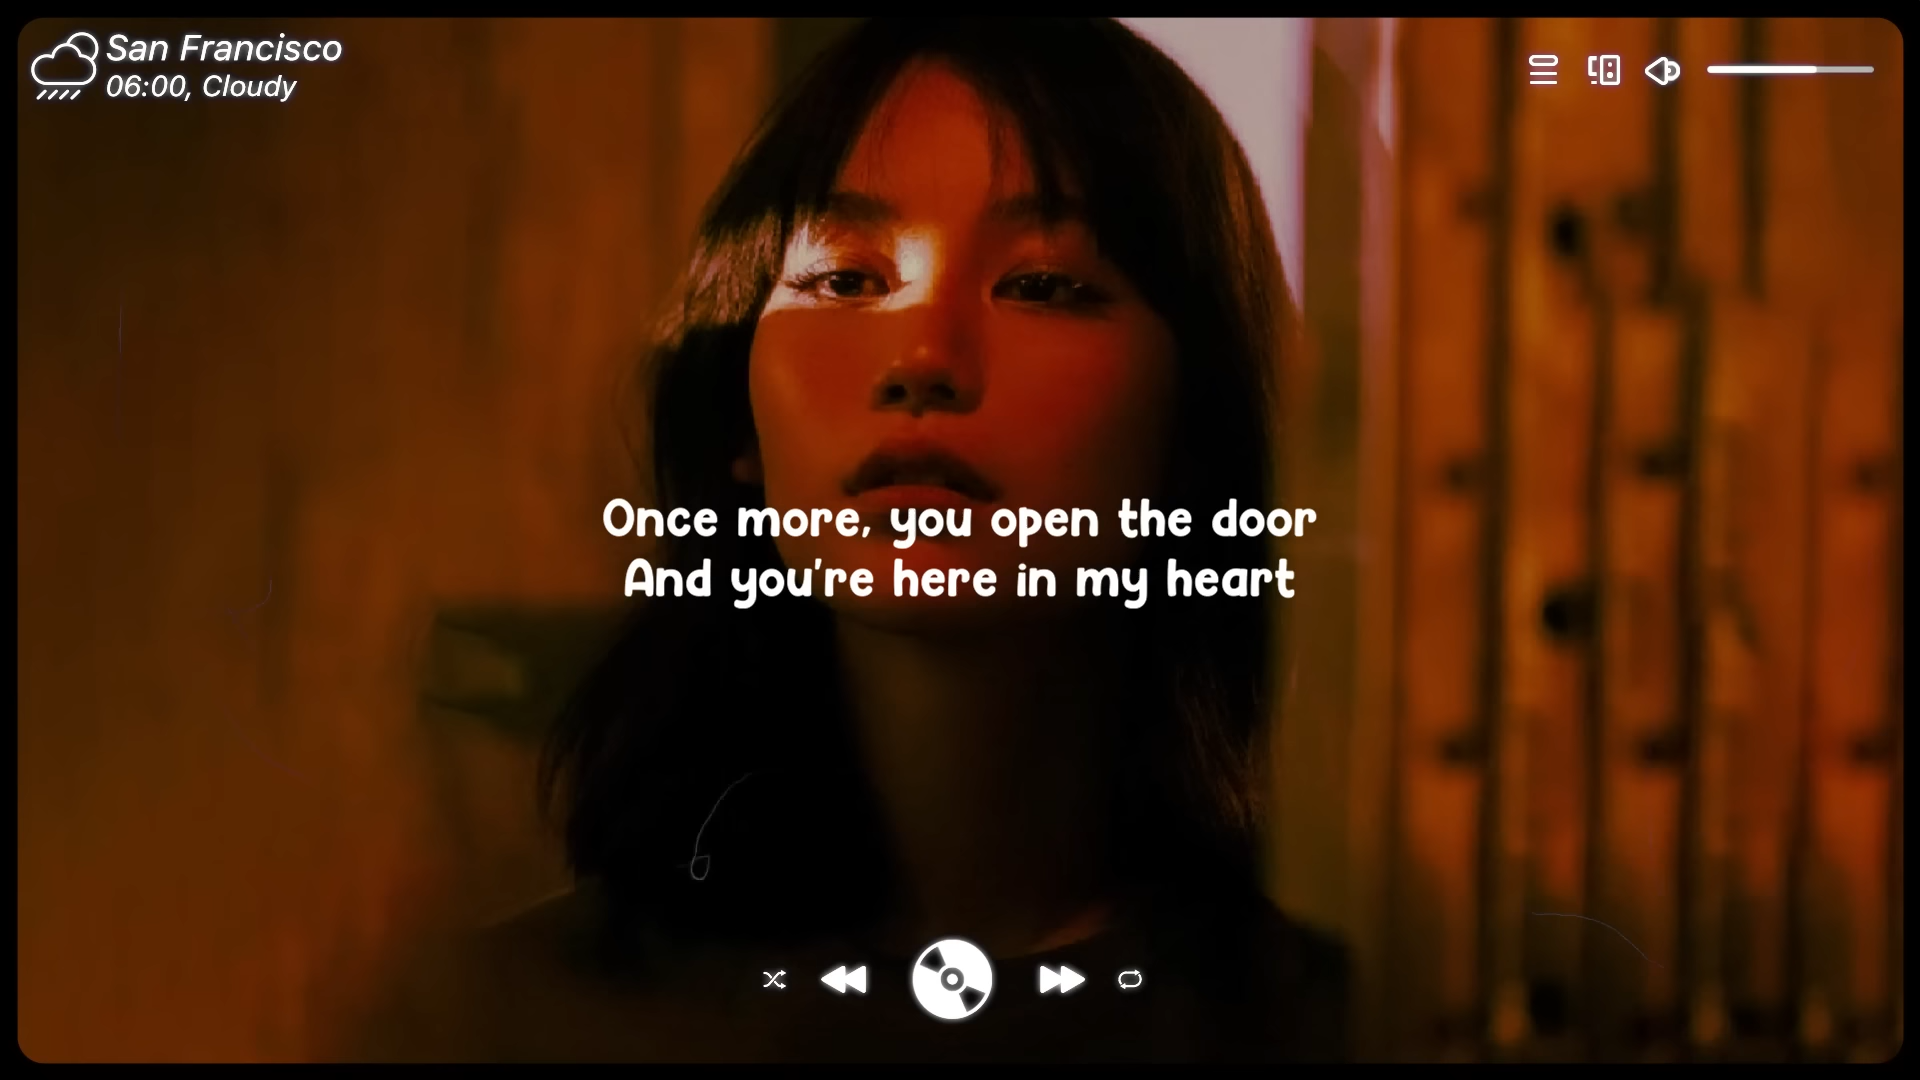 San Francisco
06:00, Cloudy
Once more, you open the door
And you're here in my heart